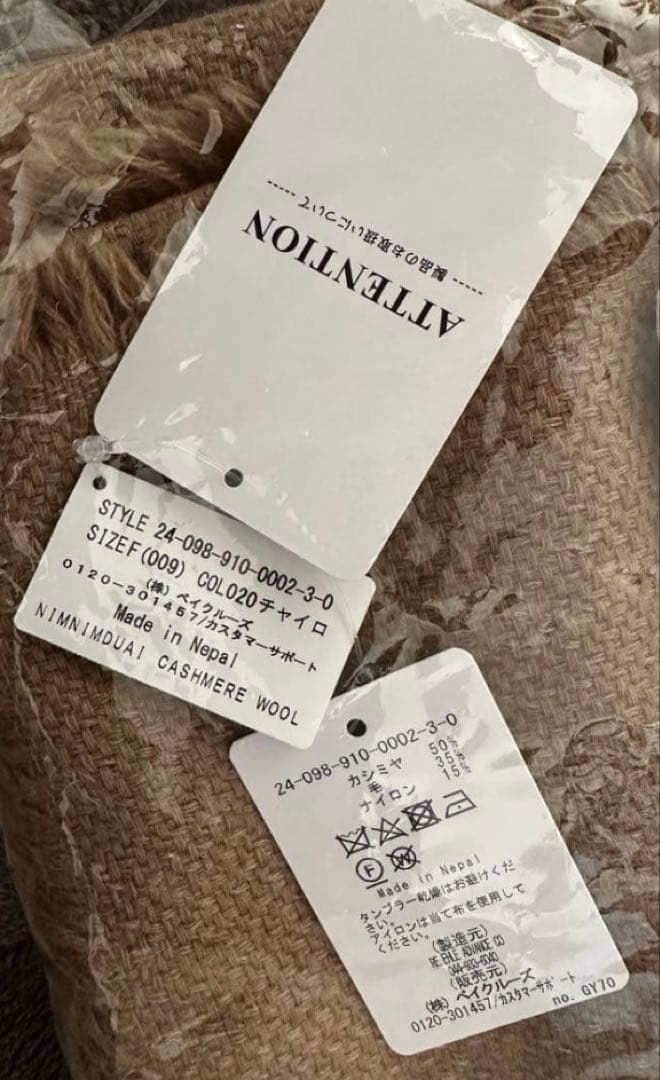 ATTENTION
----- 製品のお取扱いについて -----
STYLE 24-098-910-0002-3-0
SIZEF(009) COL020チャイロ
(株) ベイクルーズ
0120-301457/カスタマーサポート
Made in Nepal
NIMNIMDUAI CASHMERE WOOL
24-098-910-0002-3-0
カシミヤ 50%
毛 35%
ナイロン 15%
F W
Made in Nepal
タンブラー乾燥はお避けくだ
さい。
アイロンは当て布を使用して
ください。
(製造元)
ADVANCE CO
(販売元)
(株) ベイクルーズ
0120-301457/カスタマーサポート
no. GY70